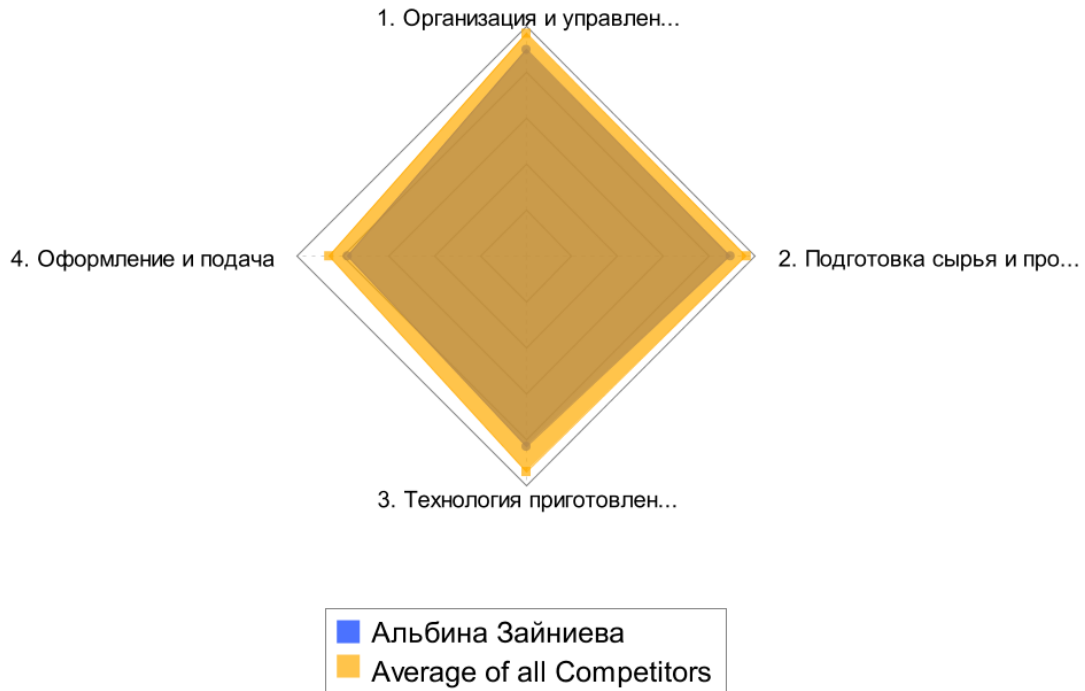 1. Организация и управлен...
4. Оформление и подача
2. Подготовка сырья и про...
3. Технология приготовлен...
Альбина Зайниева
Average of all Competitors